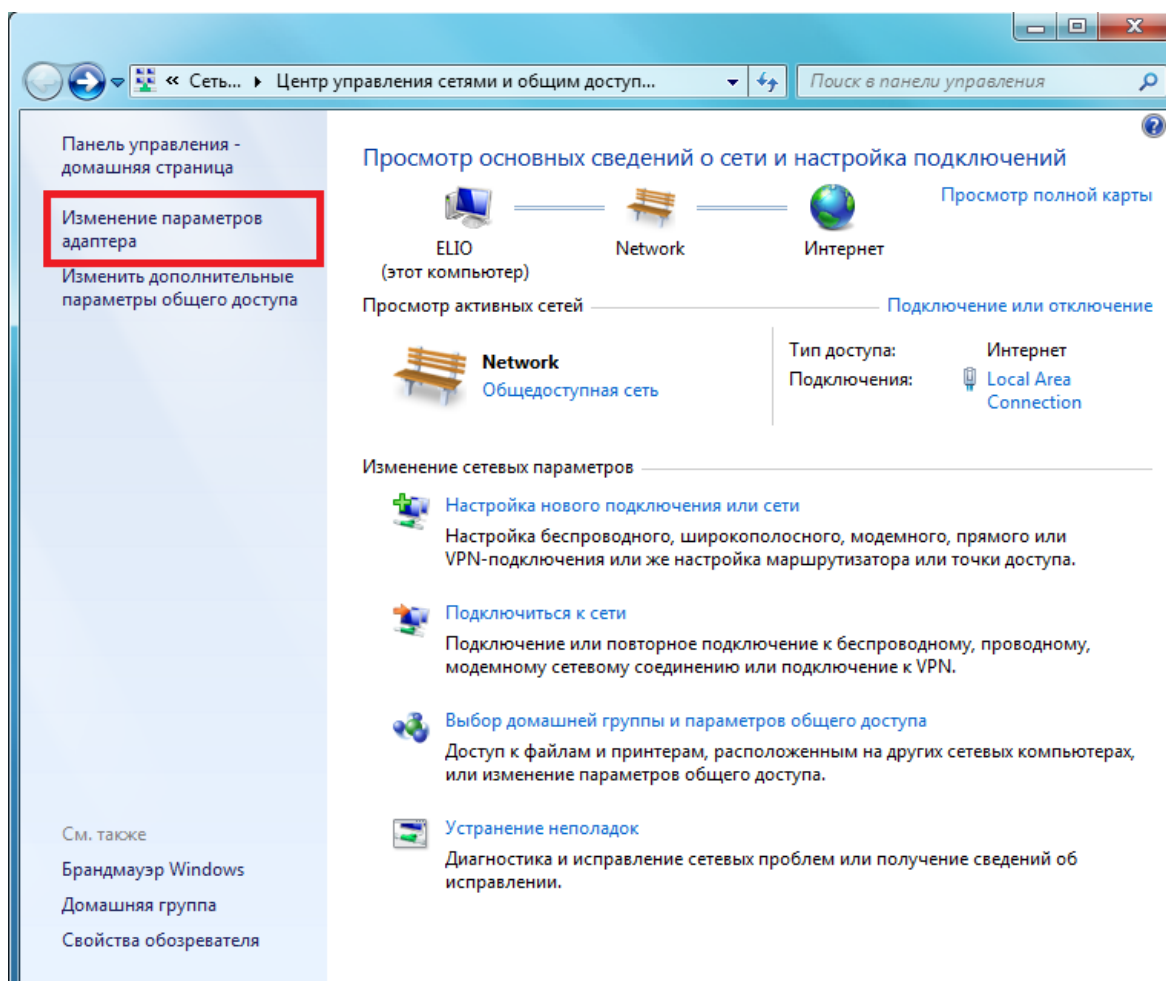 « Сеть... ▸ Центр управления сетями и общим доступ...
Поиск в панели управления
Панель управления -
домашняя страница
Изменение параметров
адаптера
Изменить дополнительные
параметры общего доступа
Просмотр основных сведений о сети и настройка подключений
Просмотр полной карты
ELIO
(этот компьютер)
Network
Интернет
Просмотр активных сетей
Подключение или отключение
Network
Общедоступная сеть
Тип доступа: Интернет
Подключения: Local Area
Connection
Изменение сетевых параметров
Настройка нового подключения или сети
Настройка беспроводного, широкополосного, модемного, прямого или
VPN-подключения или же настройка маршрутизатора или точки доступа.
Подключиться к сети
Подключение или повторное подключение к беспроводному, проводному,
модемному сетевому соединению или подключение к VPN.
Выбор домашней группы и параметров общего доступа
Доступ к файлам и принтерам, расположенным на других сетевых компьютерах,
или изменение параметров общего доступа.
Устранение неполадок
Диагностика и исправление сетевых проблем или получение сведений об
исправлении.
См. также
Брандмауэр Windows
Домашняя группа
Свойства обозревателя